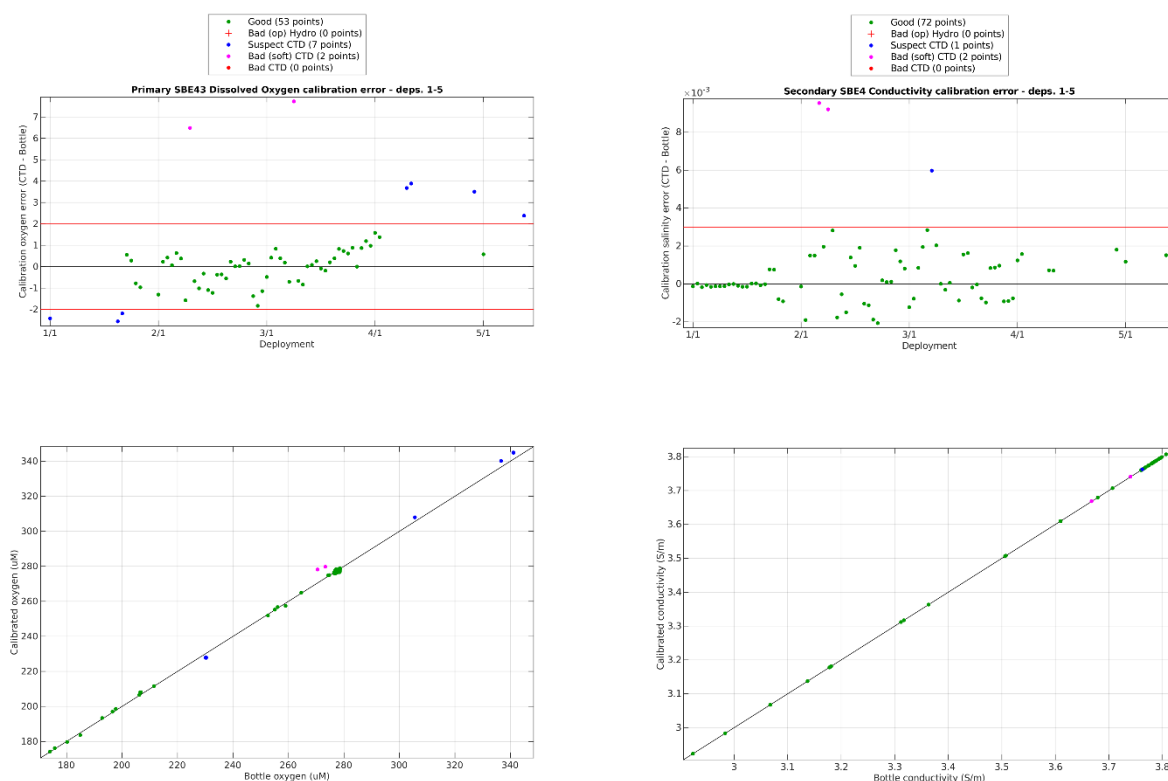 Good (53 points)
Bad (op) Hydro (0 points)
Suspect CTD (7 points)
Bad (soft) CTD (2 points)
Bad CTD (0 points)
Primary SBE43 Dissolved Oxygen calibration error - deps. 1-5
Calibration oxygen error (CTD - Bottle)
7
6
5
4
3
2
1
0
-1
-2
1/1 2/1 3/1 4/1 5/1
Deployment
Good (72 points)
Bad (op) Hydro (0 points)
Suspect CTD (1 points)
Bad (soft) CTD (2 points)
Bad CTD (0 points)
×10⁻³
Secondary SBE4 Conductivity calibration error - deps. 1-5
Calibration salinity error (CTD - Bottle)
8
6
4
2
0
-2
1/1 2/1 3/1 4/1 5/1
Deployment
Calibrated oxygen (uM)
340
320
300
280
260
240
220
200
180
180 200 220 240 260 280 300 320 340
Bottle oxygen (uM)
Calibrated conductivity (S/m)
3.8
3.7
3.6
3.5
3.4
3.3
3.2
3.1
3
3 3.1 3.2 3.3 3.4 3.5 3.6 3.7 3.8
Bottle conductivity (S/m)